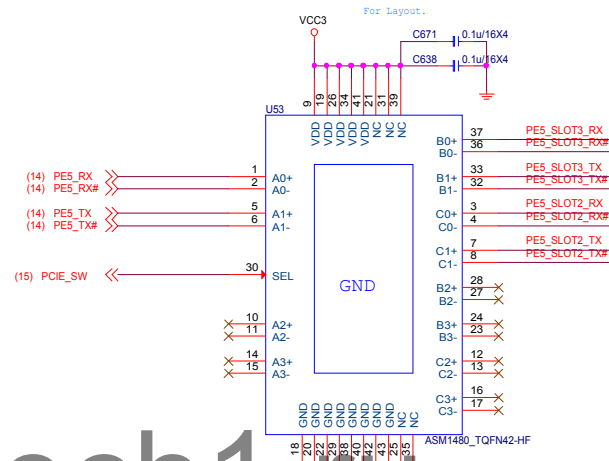 For Layout.
VCC3
C671 0.1u/16X4
C638 0.1u/16X4
9 19 26 34 41 21 31 39
U53
VDD VDD VDD VDD VDD VDD NC NC NC
37 B0+ PE5_SLOT3_RX
36 B0- PE5_SLOT3_RX#
(14) PE5_RX 1 A0+ 33 B1+ PE5_SLOT3_TX
(14) PE5_RX# 2 A0- 32 B1- PE5_SLOT3_TX#
(14) PE5_TX 5 A1+ 3 C0+ PE5_SLOT2_RX
(14) PE5_TX# 6 A1- 4 C0- PE5_SLOT2_RX#
7 C1+ PE5_SLOT2_TX
8 C1- PE5_SLOT2_TX#
(15) PCIE_SW 30 SEL
GND
28 B2+
27 B2-
10 A2+ 24 B3+
11 A2- 23 B3-
14 A3+ 12 C2+
15 A3- 13 C2-
16 C3+
17 C3-
GND GND GND GND GND GND GND GND NC NC
ASM1480_TQFN42-HF
18 20 22 29 38 40 42 43 25 35